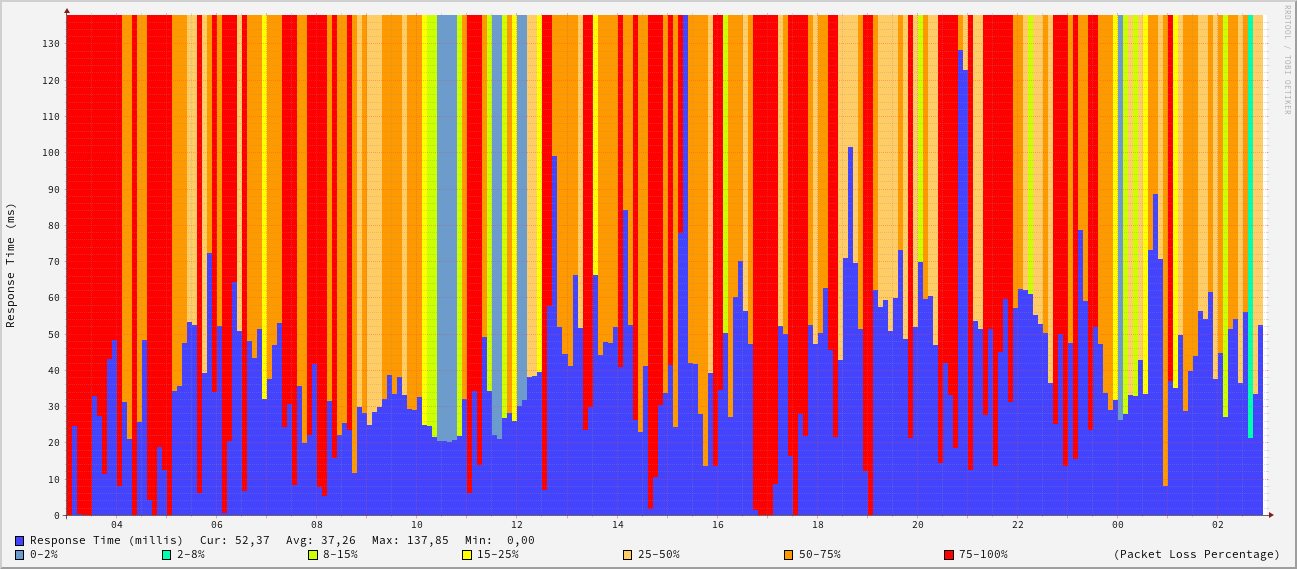 RRDTOOL / TOBI OETIKER
Response Time (ms)
130
120
110
100
90
80
70
60
50
40
30
20
10
0
04 06 08 10 12 14 16 18 20 22 00 02
Response Time (millis) Cur: 52,37 Avg: 37,26 Max: 137,85 Min: 0,00
0-2% 2-8% 8-15% 15-25% 25-50% 50-75% 75-100% (Packet Loss Percentage)